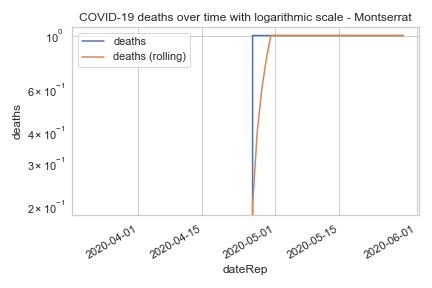 COVID-19 deaths over time with logarithmic scale - Montserrat
deaths
deaths (rolling)
10⁰
6 × 10⁻¹
4 × 10⁻¹
3 × 10⁻¹
2 × 10⁻¹
deaths
2020-04-01
2020-04-15
2020-05-01
2020-05-15
2020-06-01
dateRep